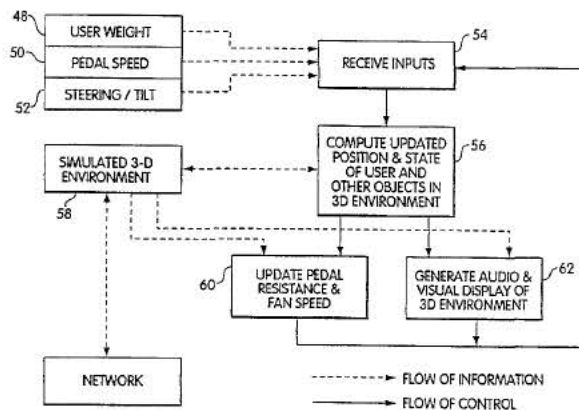 48
USER WEIGHT
50
PEDAL SPEED
52
STEERING / TILT
54
RECEIVE INPUTS
56
COMPUTE UPDATED
POSITION & STATE
OF USER AND
OTHER OBJECTS IN
3D ENVIRONMENT
SIMULATED 3-D
ENVIRONMENT
58
60
UPDATE PEDAL
RESISTANCE &
FAN SPEED
62
GENERATE AUDIO &
VISUAL DISPLAY OF
3D ENVIRONMENT
NETWORK
FLOW OF INFORMATION
FLOW OF CONTROL